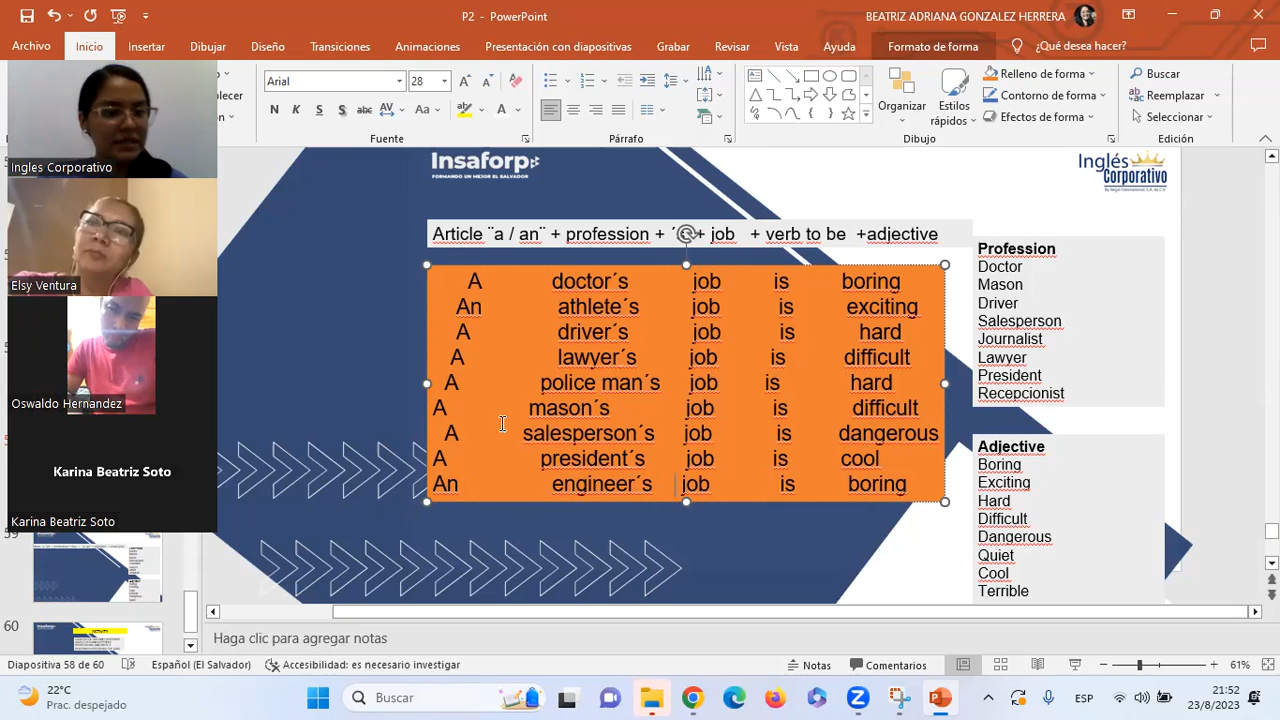 P2 - PowerPoint
BEATRIZ ADRIANA GONZALEZ HERRERA
Archivo Inicio Insertar Dibujar Diseño Transiciones Animaciones Presentación con diapositivas Grabar Revisar Vista Ayuda Formato de forma ¿Qué desea hacer?
Arial 28
Relleno de forma
Contorno de forma
Efectos de forma
Organizar
Estilos rápidos
Buscar
Reemplazar
Seleccionar
Fuente Párrafo Dibujo Edición
Ingles Corporativo
Elsy Ventura
Oswaldo Hernandez
Karina Beatriz Soto
Karina Beatriz Soto
Insaforp
FORMANDO UN MEJOR EL SALVADOR
Inglés
Corporativo
By Regal International, S.A. de C.V.
Article ¨a / an¨ + profession + job + verb to be +adjective
A doctor´s job is boring
An athlete´s job is exciting
A driver´s job is hard
A lawyer´s job is difficult
A police man´s job is hard
A mason´s job is difficult
A salesperson´s job is dangerous
A president´s job is cool
An engineer´s job is boring
Profession
Doctor
Mason
Driver
Salesperson
Journalist
Lawyer
President
Recepcionist
Adjective
Boring
Exciting
Hard
Difficult
Dangerous
Quiet
Cool
Terrible
59
60
Haga clic para agregar notas
Diapositiva 58 de 60 Español (El Salvador) Accesibilidad: es necesario investigar Notas Comentarios 61%
22°C
Prac. despejado
Buscar
ESP
21:52
23/8/2023